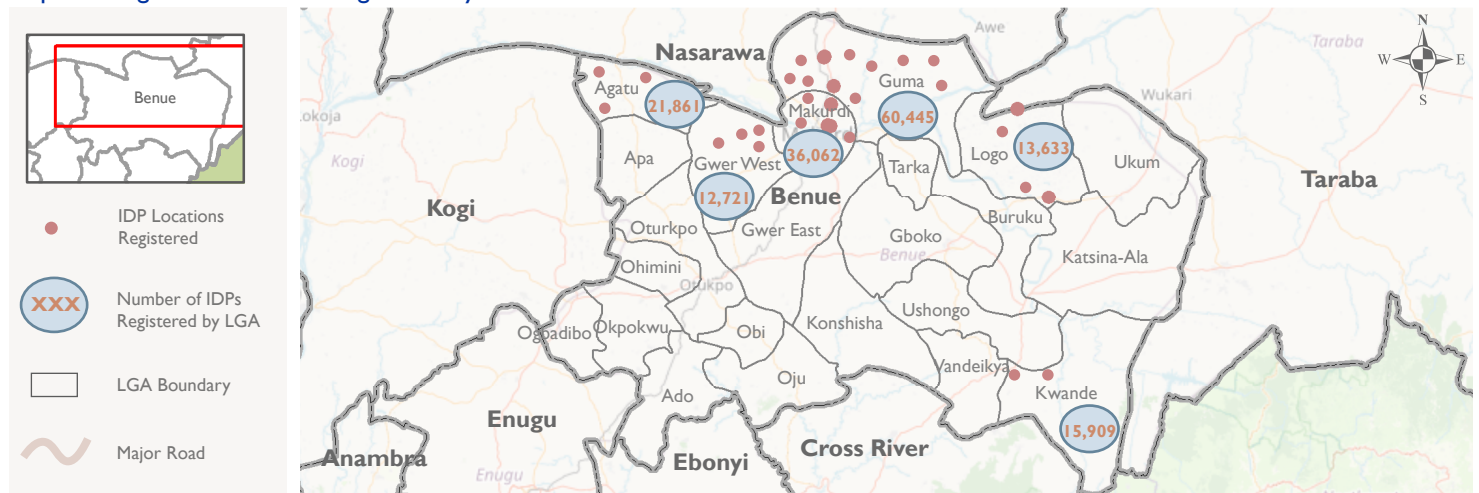 Benue
IDP Locations
Registered
XXX
Number of IDPs
Registered by LGA
LGA Boundary
Major Road
Nasarawa
Awe
Taraba
N
W
E
S
Agatu
21,861
Guma
60,445
Makurdi
36,062
Wukari
Lokoja
Kogi
Apa
Gwer West
12,721
Logo
13,633
Ukum
Tarka
Taraba
Kogi
Benue
Oturkpo
Gwer East
Buruku
Gboko
Benue
Katsina-Ala
Ohimini
Otukpo
Ushongo
Ogbadibo
Okpokwu
Obi
Konshisha
Vandeikya
Oju
Kwande
Ado
15,909
Enugu
Cross River
Anambra
Enugu
Ebonyi